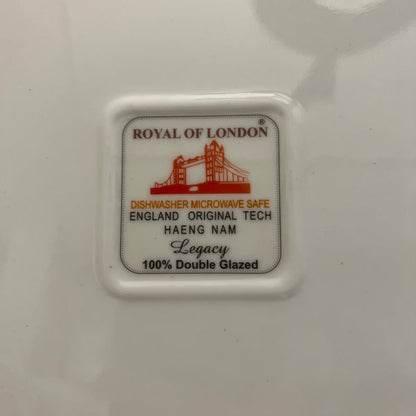 ROYAL OF LONDON ®
DISHWASHER MICROWAVE SAFE
ENGLAND ORIGINAL TECH
HAENG NAM
Legacy
100% Double Glazed